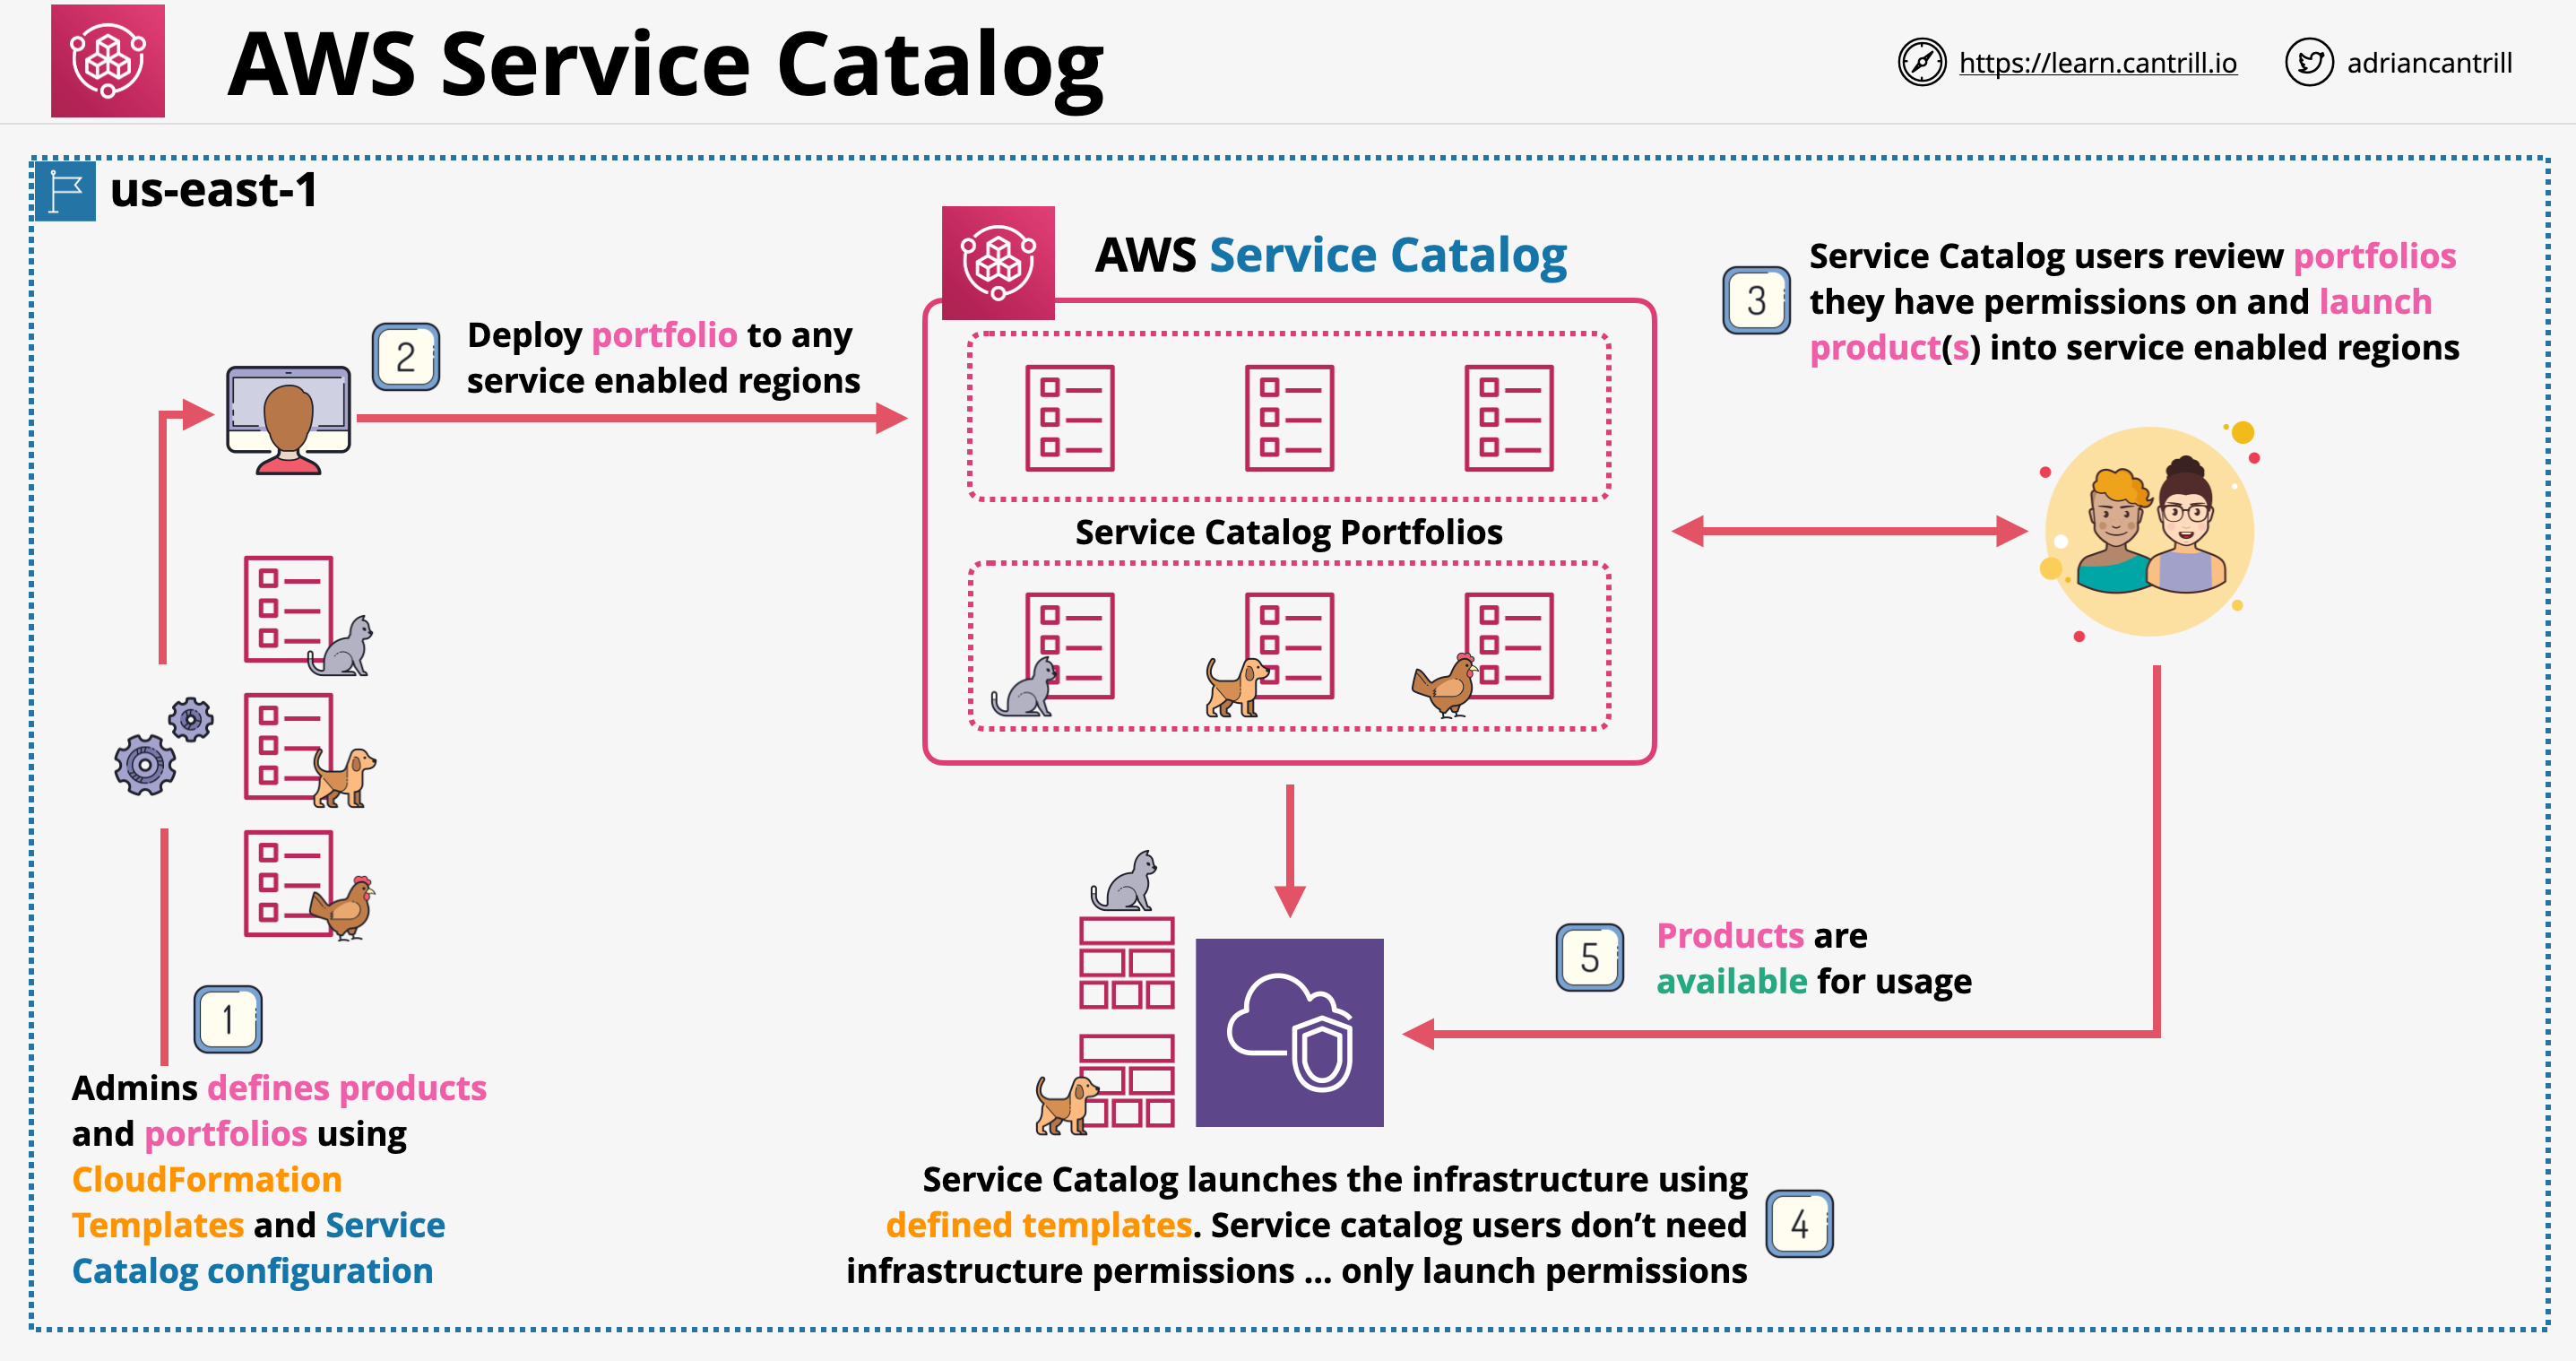 AWS Service Catalog
https://learn.cantrill.io
adriancantrill
us-east-1
2
Deploy portfolio to any
service enabled regions
AWS Service Catalog
Service Catalog Portfolios
3
Service Catalog users review portfolios
they have permissions on and launch
product(s) into service enabled regions
1
Admins defines products
and portfolios using
CloudFormation
Templates and Service
Catalog configuration
5
Products are
available for usage
Service Catalog launches the infrastructure using
defined templates. Service catalog users don’t need
infrastructure permissions ... only launch permissions
4